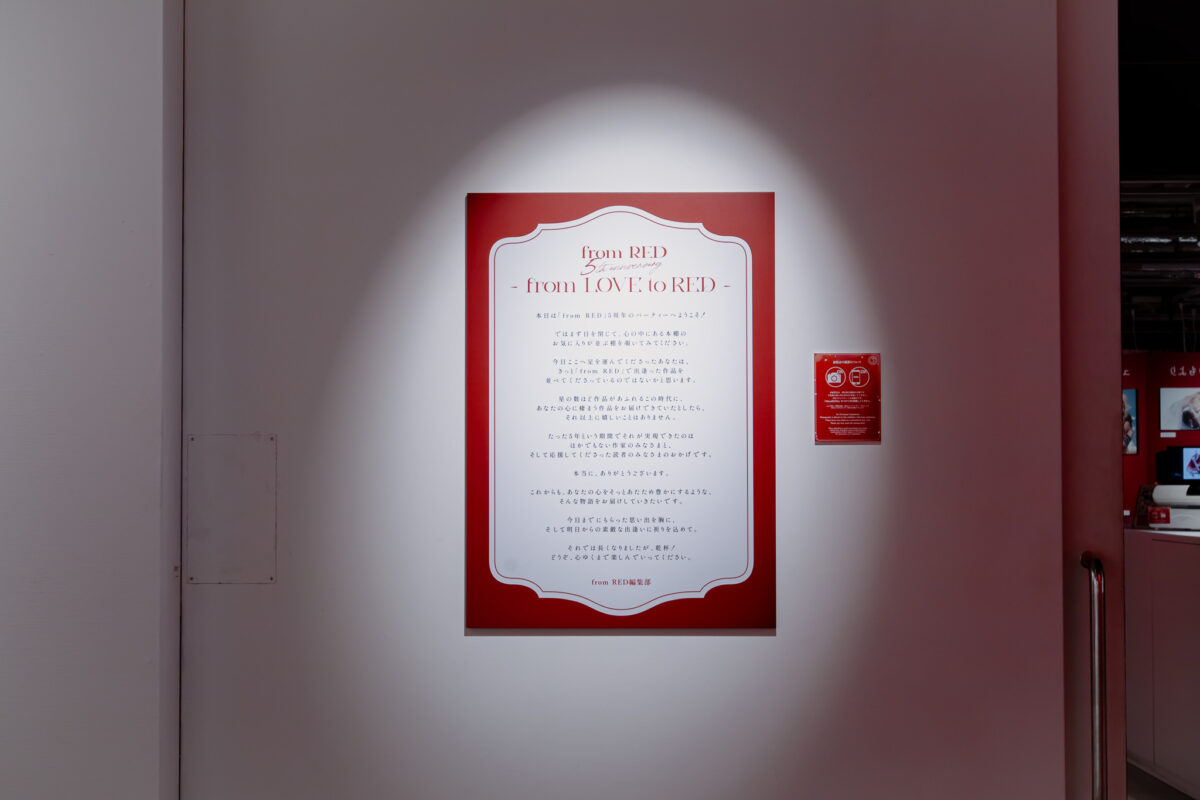 from RED
5th anniversary
- from LOVE to RED -
本日は「from RED」5周年のパーティーへようこそ!
ではまず目を閉じて、心の中にある本棚の
お気に入りが並ぶ棚を覗いてみてください。
今日ここへ足を運んでくださったあなたは、
きっと「from RED」で出逢った作品を
並べてくださっているのではないかと思います。
星の数ほど作品があふれるこの時代に、
あなたの心に棲まう作品をお届けできていたとしたら、
それ以上に嬉しいことはありません。
たった5年という期間でそれが実現できたのは
ほかでもない作家のみなさまと、
そして応援してくださった読者のみなさまのおかげです。
本当に、ありがとうございます。
これからも、あなたの心をそっとあたため豊かにするような、
そんな物語をお届けしていきたいです。
今日までにもらった思い出を胸に、
そして明日からの素敵な出逢いに祈りを込めて。
それでは長くなりましたが、乾杯!
どうぞ、心ゆくまで楽しんでいってください。
from RED編集部